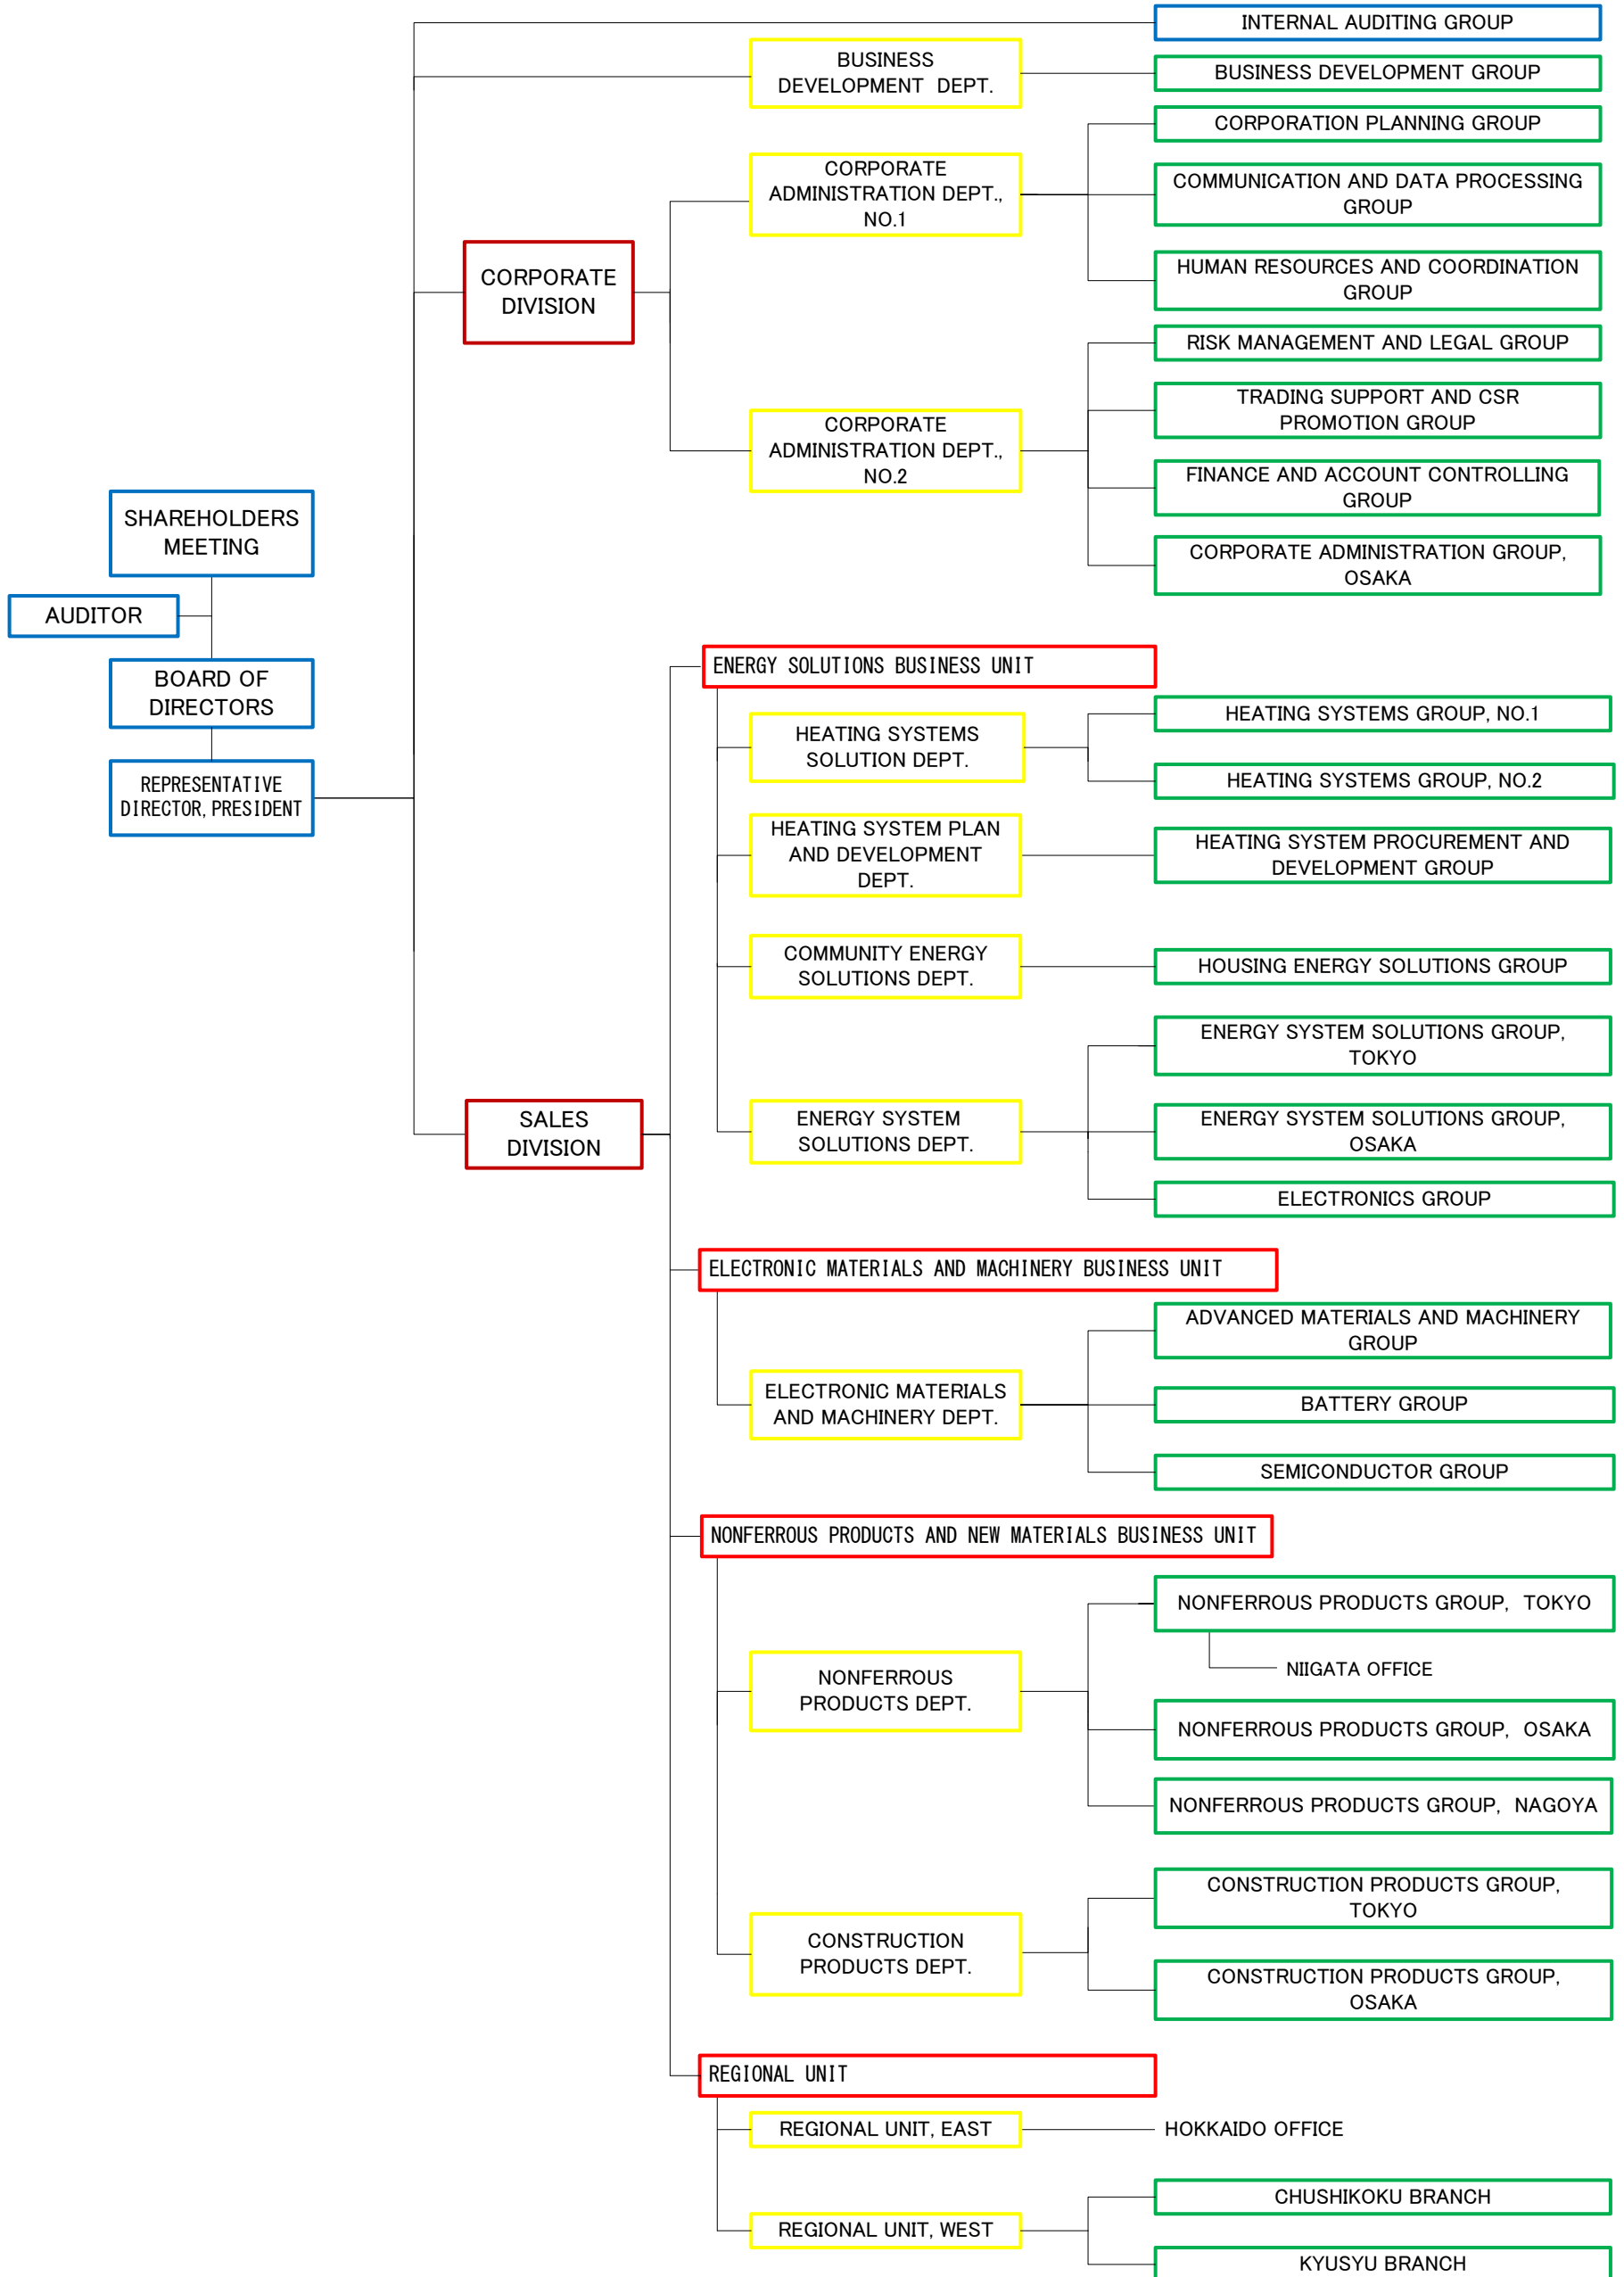 INTERNAL AUDITING GROUP
BUSINESS
DEVELOPMENT DEPT.
BUSINESS DEVELOPMENT GROUP
CORPORATION PLANNING GROUP
CORPORATE
ADMINISTRATION DEPT.,
NO.1
COMMUNICATION AND DATA PROCESSING
GROUP
HUMAN RESOURCES AND COORDINATION
GROUP
CORPORATE
DIVISION
RISK MANAGEMENT AND LEGAL GROUP
TRADING SUPPORT AND CSR
PROMOTION GROUP
CORPORATE
ADMINISTRATION DEPT.,
NO.2
FINANCE AND ACCOUNT CONTROLLING
GROUP
CORPORATE ADMINISTRATION GROUP,
OSAKA
SHAREHOLDERS
MEETING
AUDITOR
BOARD OF
DIRECTORS
REPRESENTATIVE
DIRECTOR, PRESIDENT
ENERGY SOLUTIONS BUSINESS UNIT
HEATING SYSTEMS
SOLUTION DEPT.
HEATING SYSTEMS GROUP, NO.1
HEATING SYSTEMS GROUP, NO.2
HEATING SYSTEM PLAN
AND DEVELOPMENT
DEPT.
HEATING SYSTEM PROCUREMENT AND
DEVELOPMENT GROUP
COMMUNITY ENERGY
SOLUTIONS DEPT.
HOUSING ENERGY SOLUTIONS GROUP
ENERGY SYSTEM SOLUTIONS GROUP,
TOKYO
SALES
DIVISION
ENERGY SYSTEM
SOLUTIONS DEPT.
ENERGY SYSTEM SOLUTIONS GROUP,
OSAKA
ELECTRONICS GROUP
ELECTRONIC MATERIALS AND MACHINERY BUSINESS UNIT
ADVANCED MATERIALS AND MACHINERY
GROUP
ELECTRONIC MATERIALS
AND MACHINERY DEPT.
BATTERY GROUP
SEMICONDUCTOR GROUP
NONFERROUS PRODUCTS AND NEW MATERIALS BUSINESS UNIT
NONFERROUS PRODUCTS GROUP, TOKYO
NIIGATA OFFICE
NONFERROUS
PRODUCTS DEPT.
NONFERROUS PRODUCTS GROUP, OSAKA
NONFERROUS PRODUCTS GROUP, NAGOYA
CONSTRUCTION PRODUCTS GROUP,
TOKYO
CONSTRUCTION
PRODUCTS DEPT.
CONSTRUCTION PRODUCTS GROUP,
OSAKA
REGIONAL UNIT
REGIONAL UNIT, EAST
HOKKAIDO OFFICE
CHUSHIKOKU BRANCH
REGIONAL UNIT, WEST
KYUSYU BRANCH